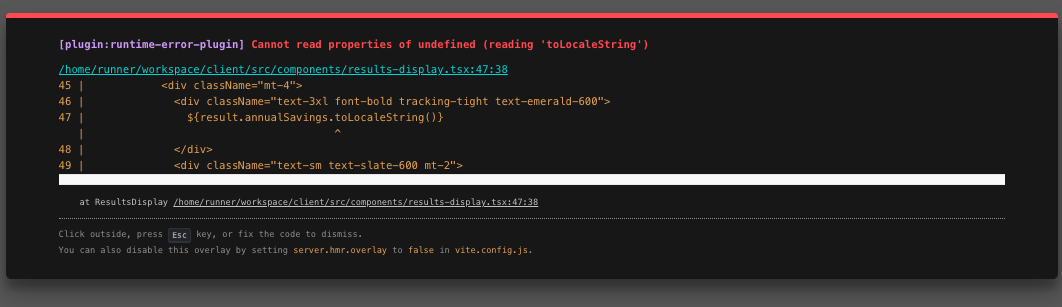 [plugin:runtime-error-plugin] Cannot read properties of undefined (reading 'toLocaleString')
/home/runner/workspace/client/src/components/results-display.tsx:47:38
45 |            <div className="mt-4">
46 |              <div className="text-3xl font-bold tracking-tight text-emerald-600">
47 |                ${result.annualSavings.toLocaleString()}
   |                                      ^
48 |              </div>
49 |              <div className="text-sm text-slate-600 mt-2">
at ResultsDisplay /home/runner/workspace/client/src/components/results-display.tsx:47:38
Click outside, press Esc key, or fix the code to dismiss.
You can also disable this overlay by setting server.hmr.overlay to false in vite.config.js.